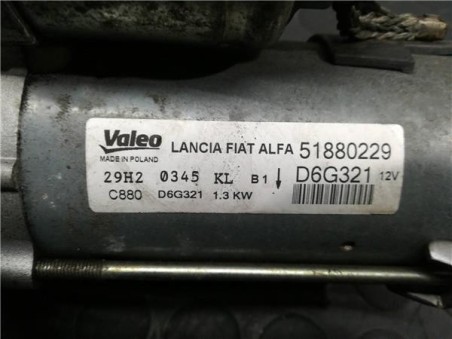 Valeo LANCIA FIAT ALFA 51880229
MADE IN POLAND
29H2 0345 KL B1 ↓ D6G321 12V
C880 D6G321 1.3 KW